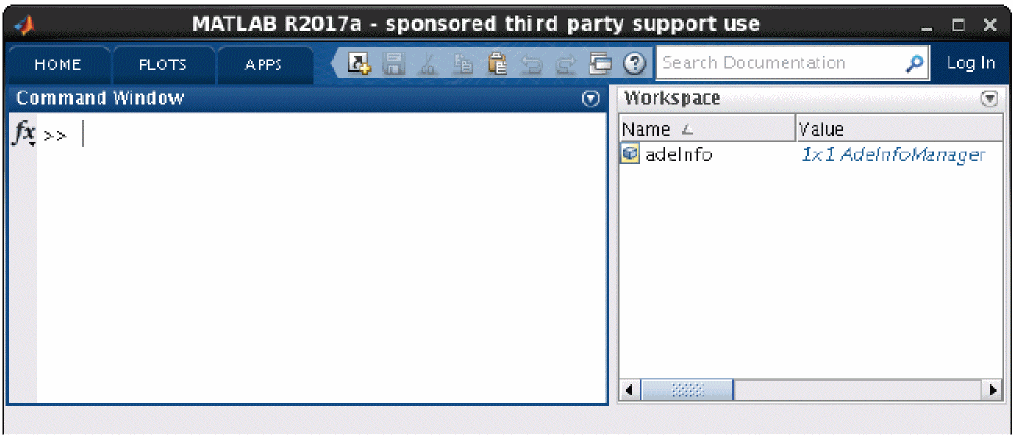 MATLAB R2017a - sponsored third party support use
HOME PLOTS APPS Search Documentation Log In
Command Window
fx >>
Workspace
Name Value
adeInfo 1x1 AdeInfoManager